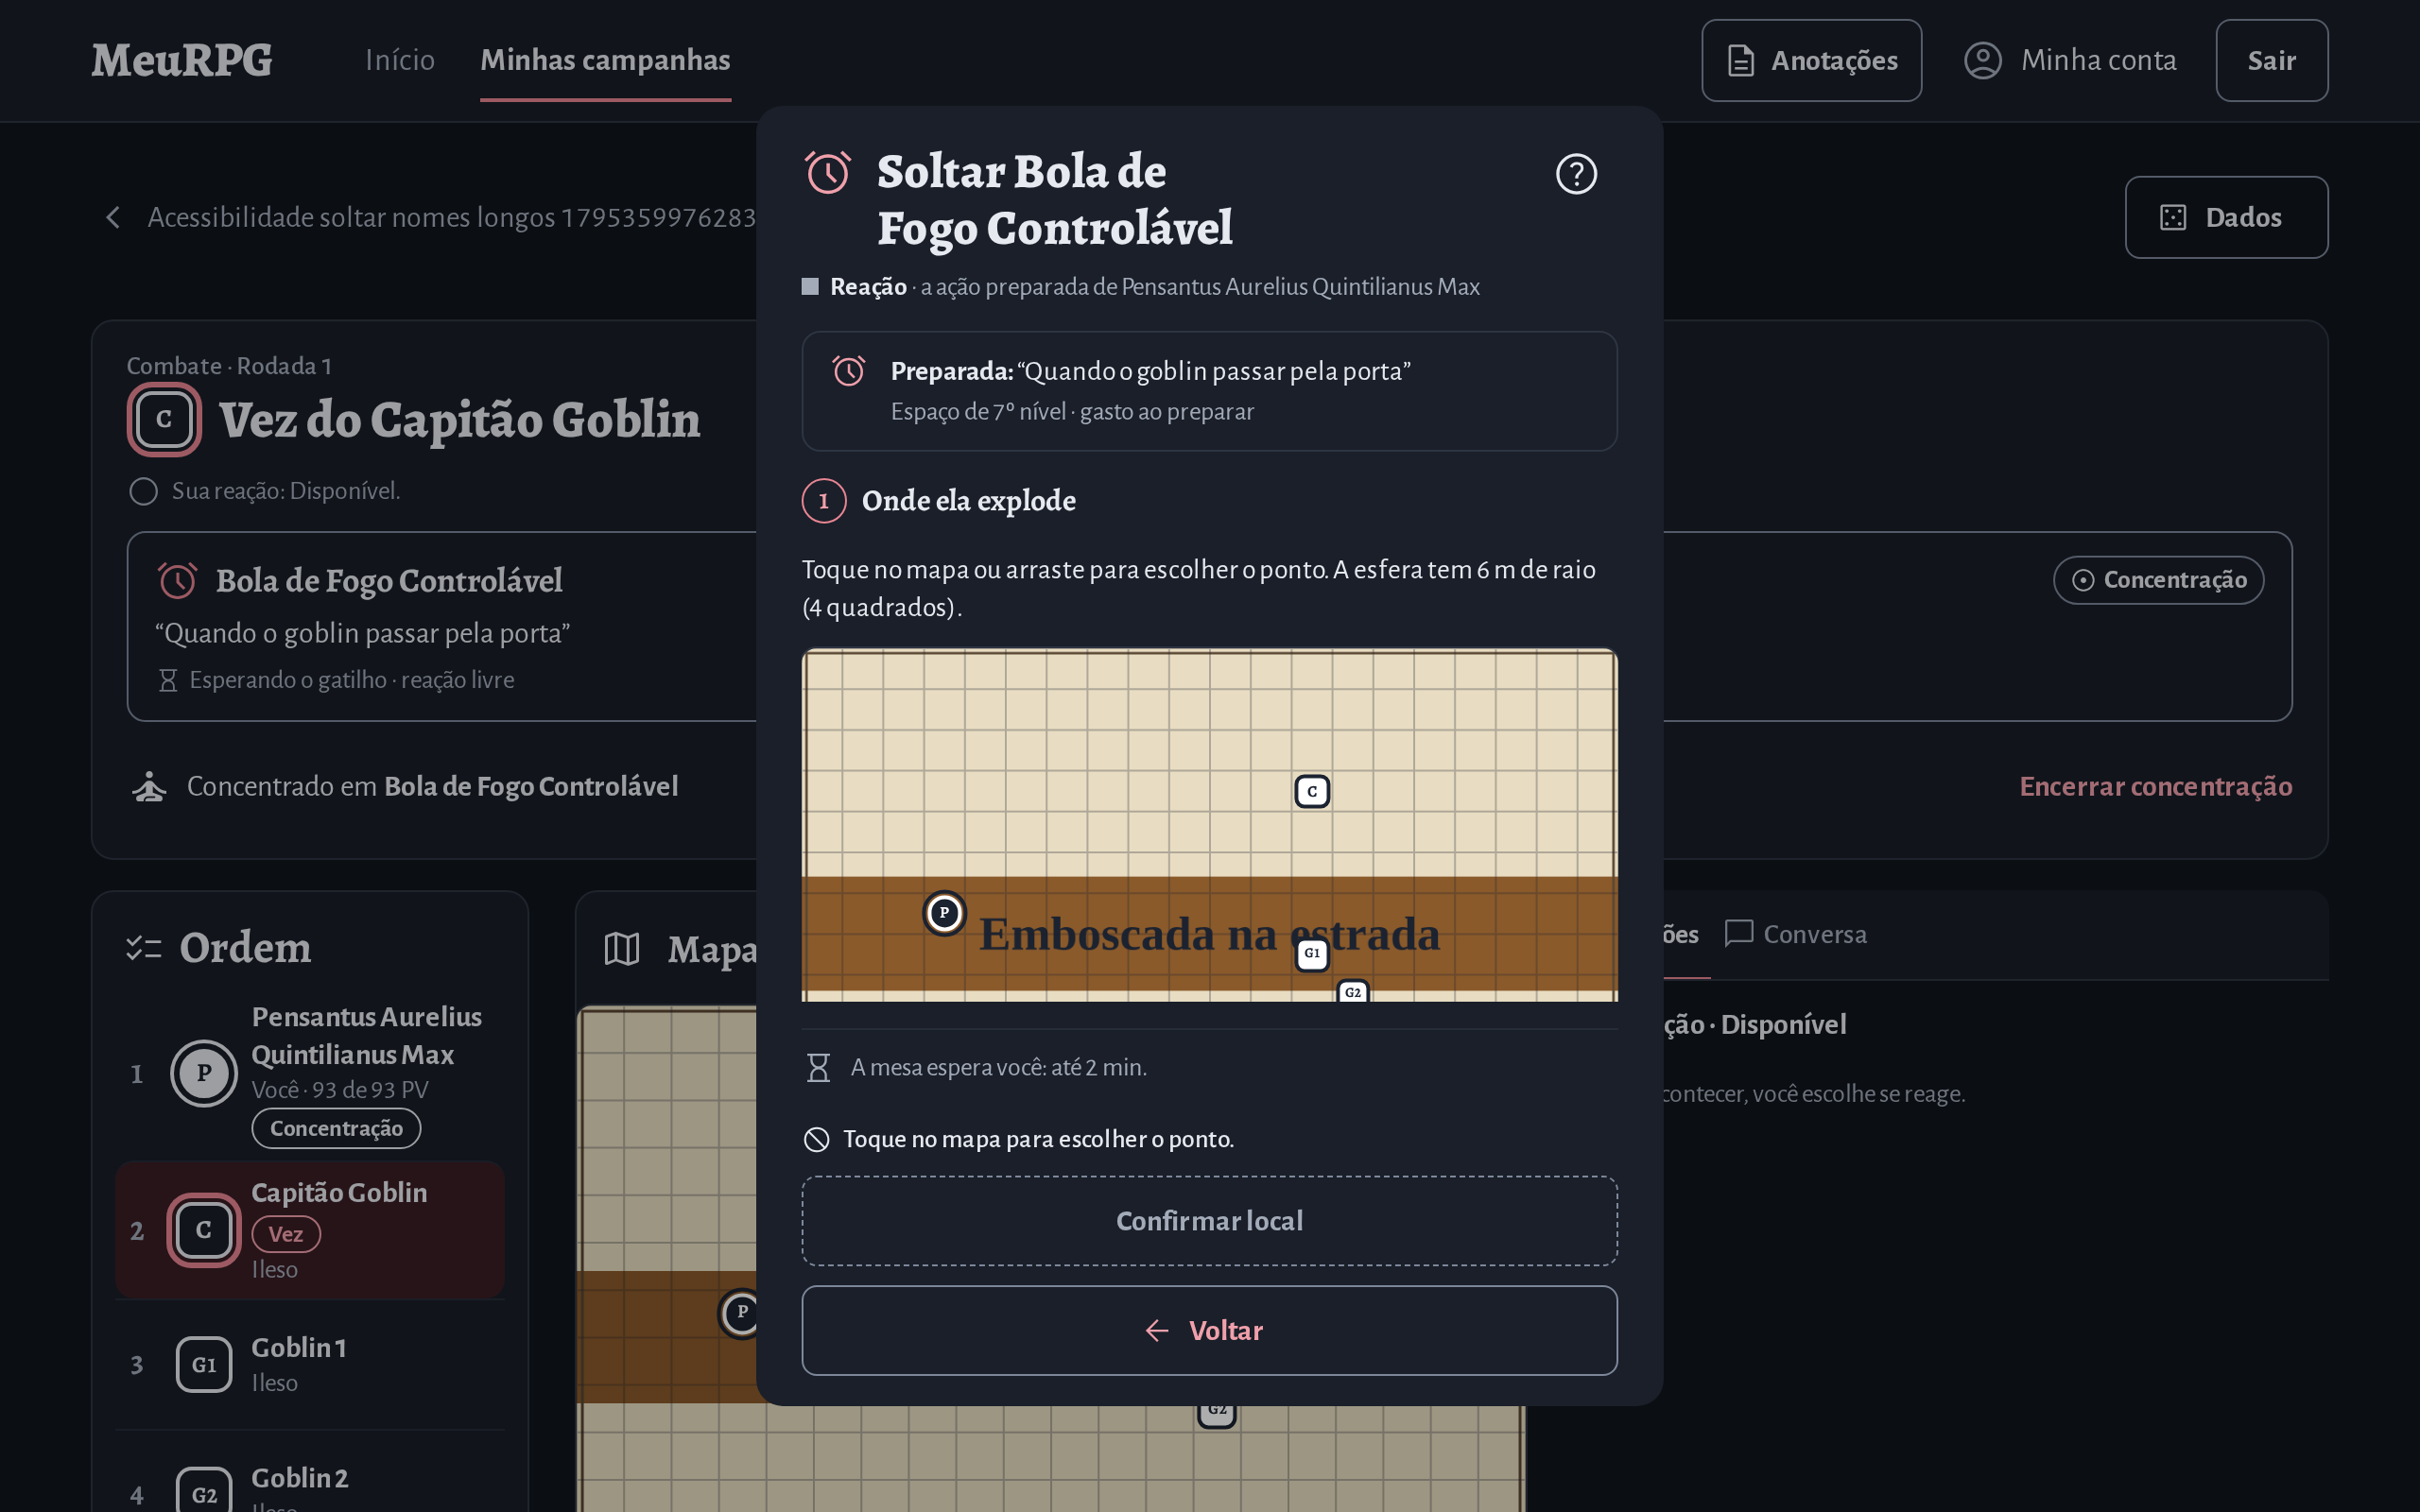 MeuRPG
Início
Minhas campanhas
Anotações
Minha conta
Sair
Acessibilidade soltar nomes longos 1795359976283
Dados
Combate · Rodada 1
C
Vez do Capitão Goblin
Sua reação: Disponível.
Bola de Fogo Controlável
Concentração
“Quando o goblin passar pela porta”
Esperando o gatilho · reação livre
Concentrado em Bola de Fogo Controlável
Encerrar concentração
Ordem
1
P
Pensantus Aurelius
Quintilianus Max
Você · 93 de 93 PV
Concentração
2
C
Capitão Goblin
Vez
Ileso
3
G1
Goblin 1
Ileso
4
G2
Goblin 2
Ileso
Mapa
P
G2
Conversa
ção · Disponível
contecer, você escolhe se reage.
Soltar Bola de
Fogo Controlável
Reação · a ação preparada de Pensantus Aurelius Quintilianus Max
Preparada: “Quando o goblin passar pela porta”
Espaço de 7º nível · gasto ao preparar
1
Onde ela explode
Toque no mapa ou arraste para escolher o ponto. A esfera tem 6 m de raio
(4 quadrados).
C
P
Emboscada na estrada
G1
G2
A mesa espera você: até 2 min.
Toque no mapa para escolher o ponto.
Confirmar local
Voltar